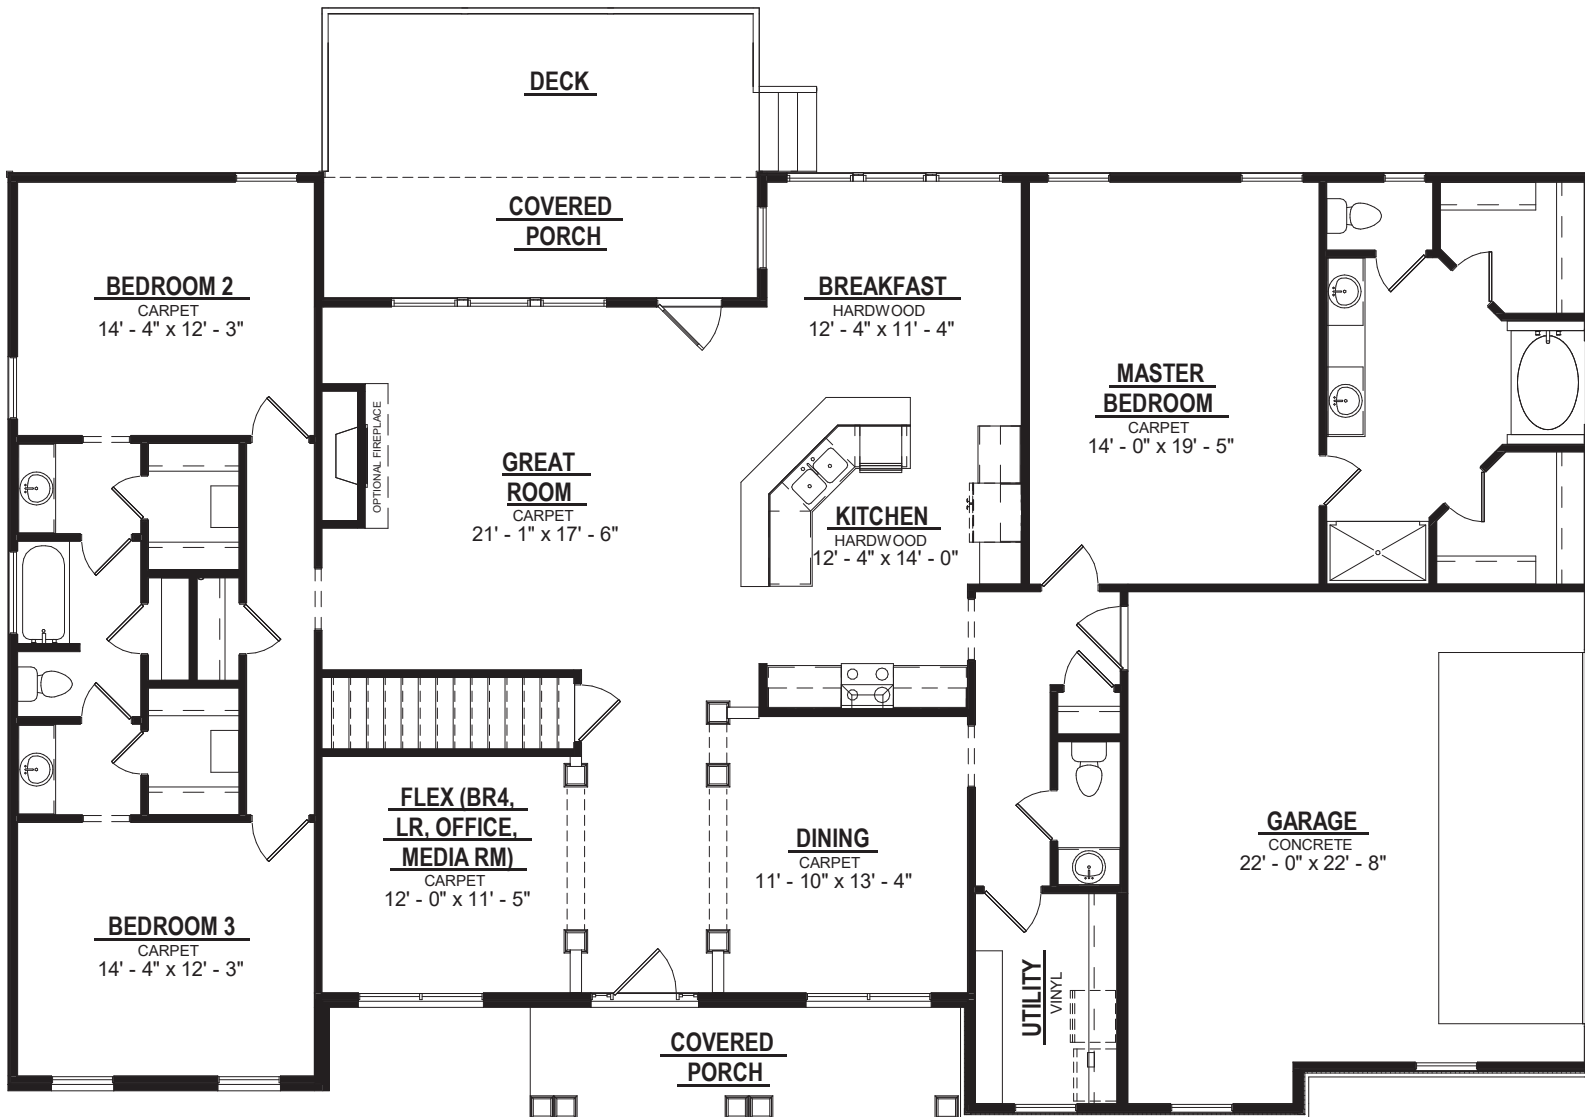 DECK
COVERED
PORCH
BEDROOM 2
CARPET
14' - 4" x 12' - 3"
BREAKFAST
HARDWOOD
12' - 4" x 11' - 4"
MASTER
BEDROOM
CARPET
14' - 0" x 19' - 5"
OPTIONAL FIREPLACE
GREAT
ROOM
CARPET
21' - 1" x 17' - 6"
KITCHEN
HARDWOOD
12' - 4" x 14' - 0"
FLEX (BR4,
LR, OFFICE,
MEDIA RM)
CARPET
12' - 0" x 11' - 5"
DINING
CARPET
11' - 10" x 13' - 4"
GARAGE
CONCRETE
22' - 0" x 22' - 8"
BEDROOM 3
CARPET
14' - 4" x 12' - 3"
UTILITY
VINYL
COVERED
PORCH